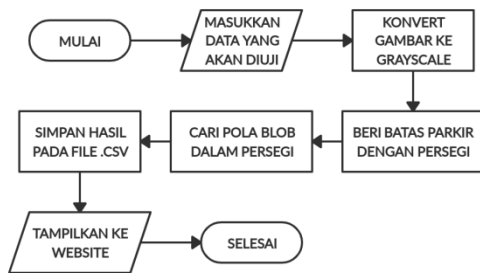 MULAI
MASUKKAN
DATA YANG
AKAN DIUJI
KONVERT
GAMBAR KE
GRAYSCALE
BERI BATAS PARKIR
DENGAN PERSEGI
CARI POLA BLOB
DALAM PERSEGI
SIMPAN HASIL
PADA FILE .CSV
TAMPILKAN KE
WEBSITE
SELESAI